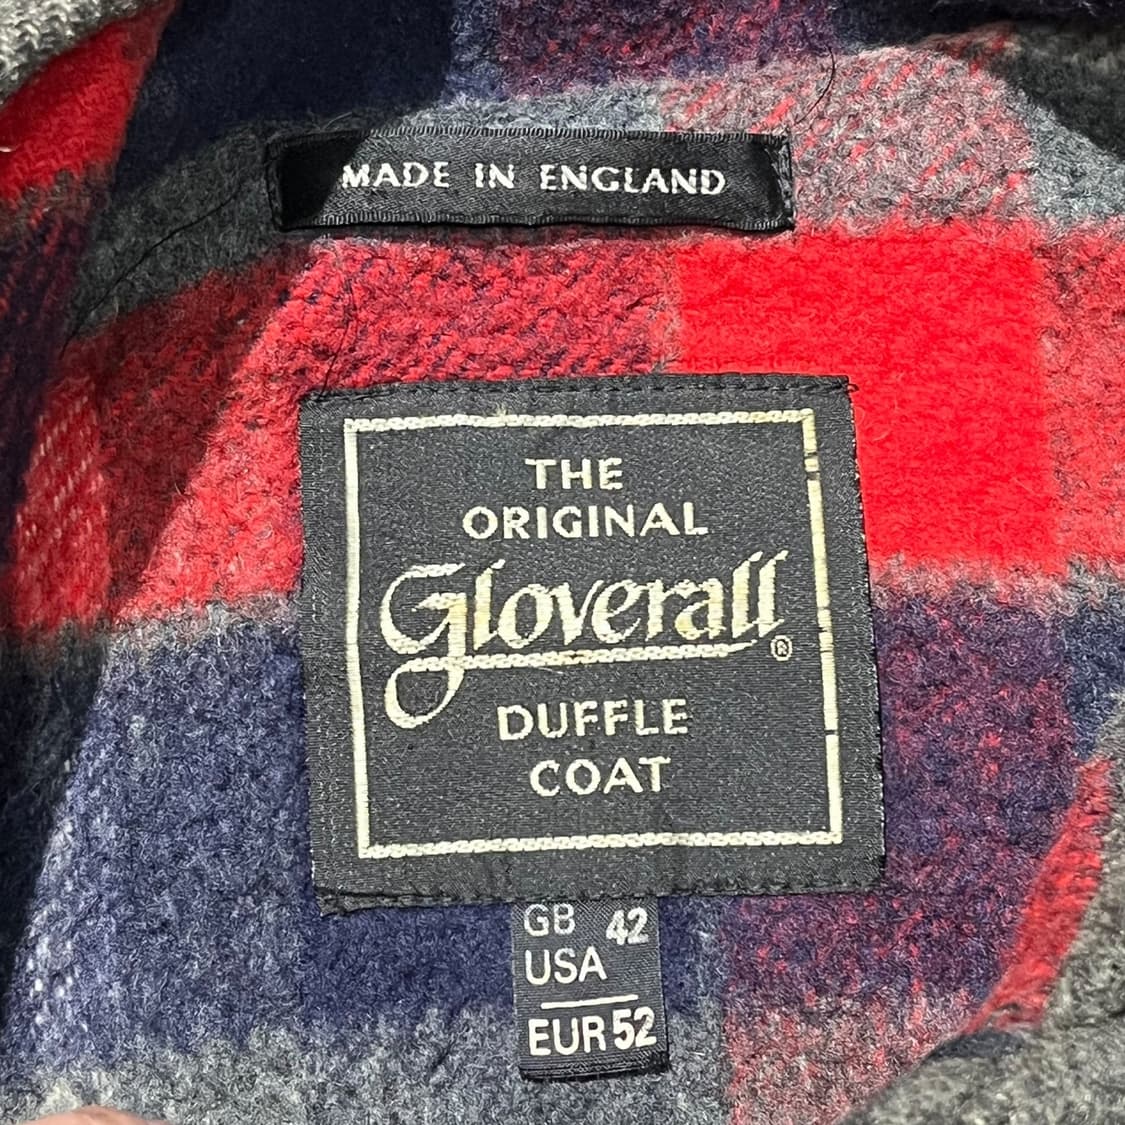 MADE IN ENGLAND
THE
ORIGINAL
Gloverall®
DUFFLE
COAT
GB 42
USA
EUR 52